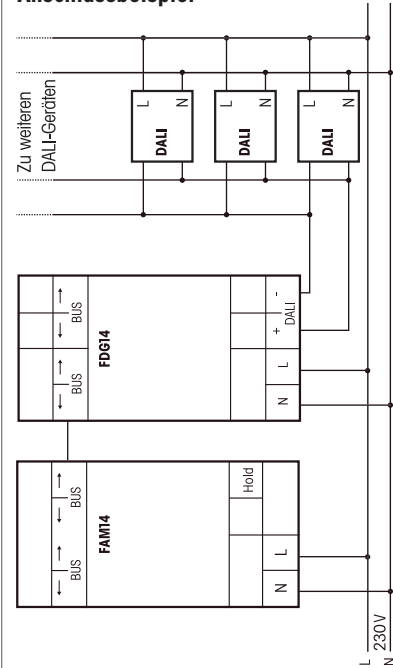 Anschlussbeispiel
Zu weiteren
DALI-Geräten
L N
DALI
L N
DALI
L N
DALI
BUS
BUS
FDG14
N
L
+ -
DALI
BUS
BUS
FAM14
Hold
N
L
L
230V
N